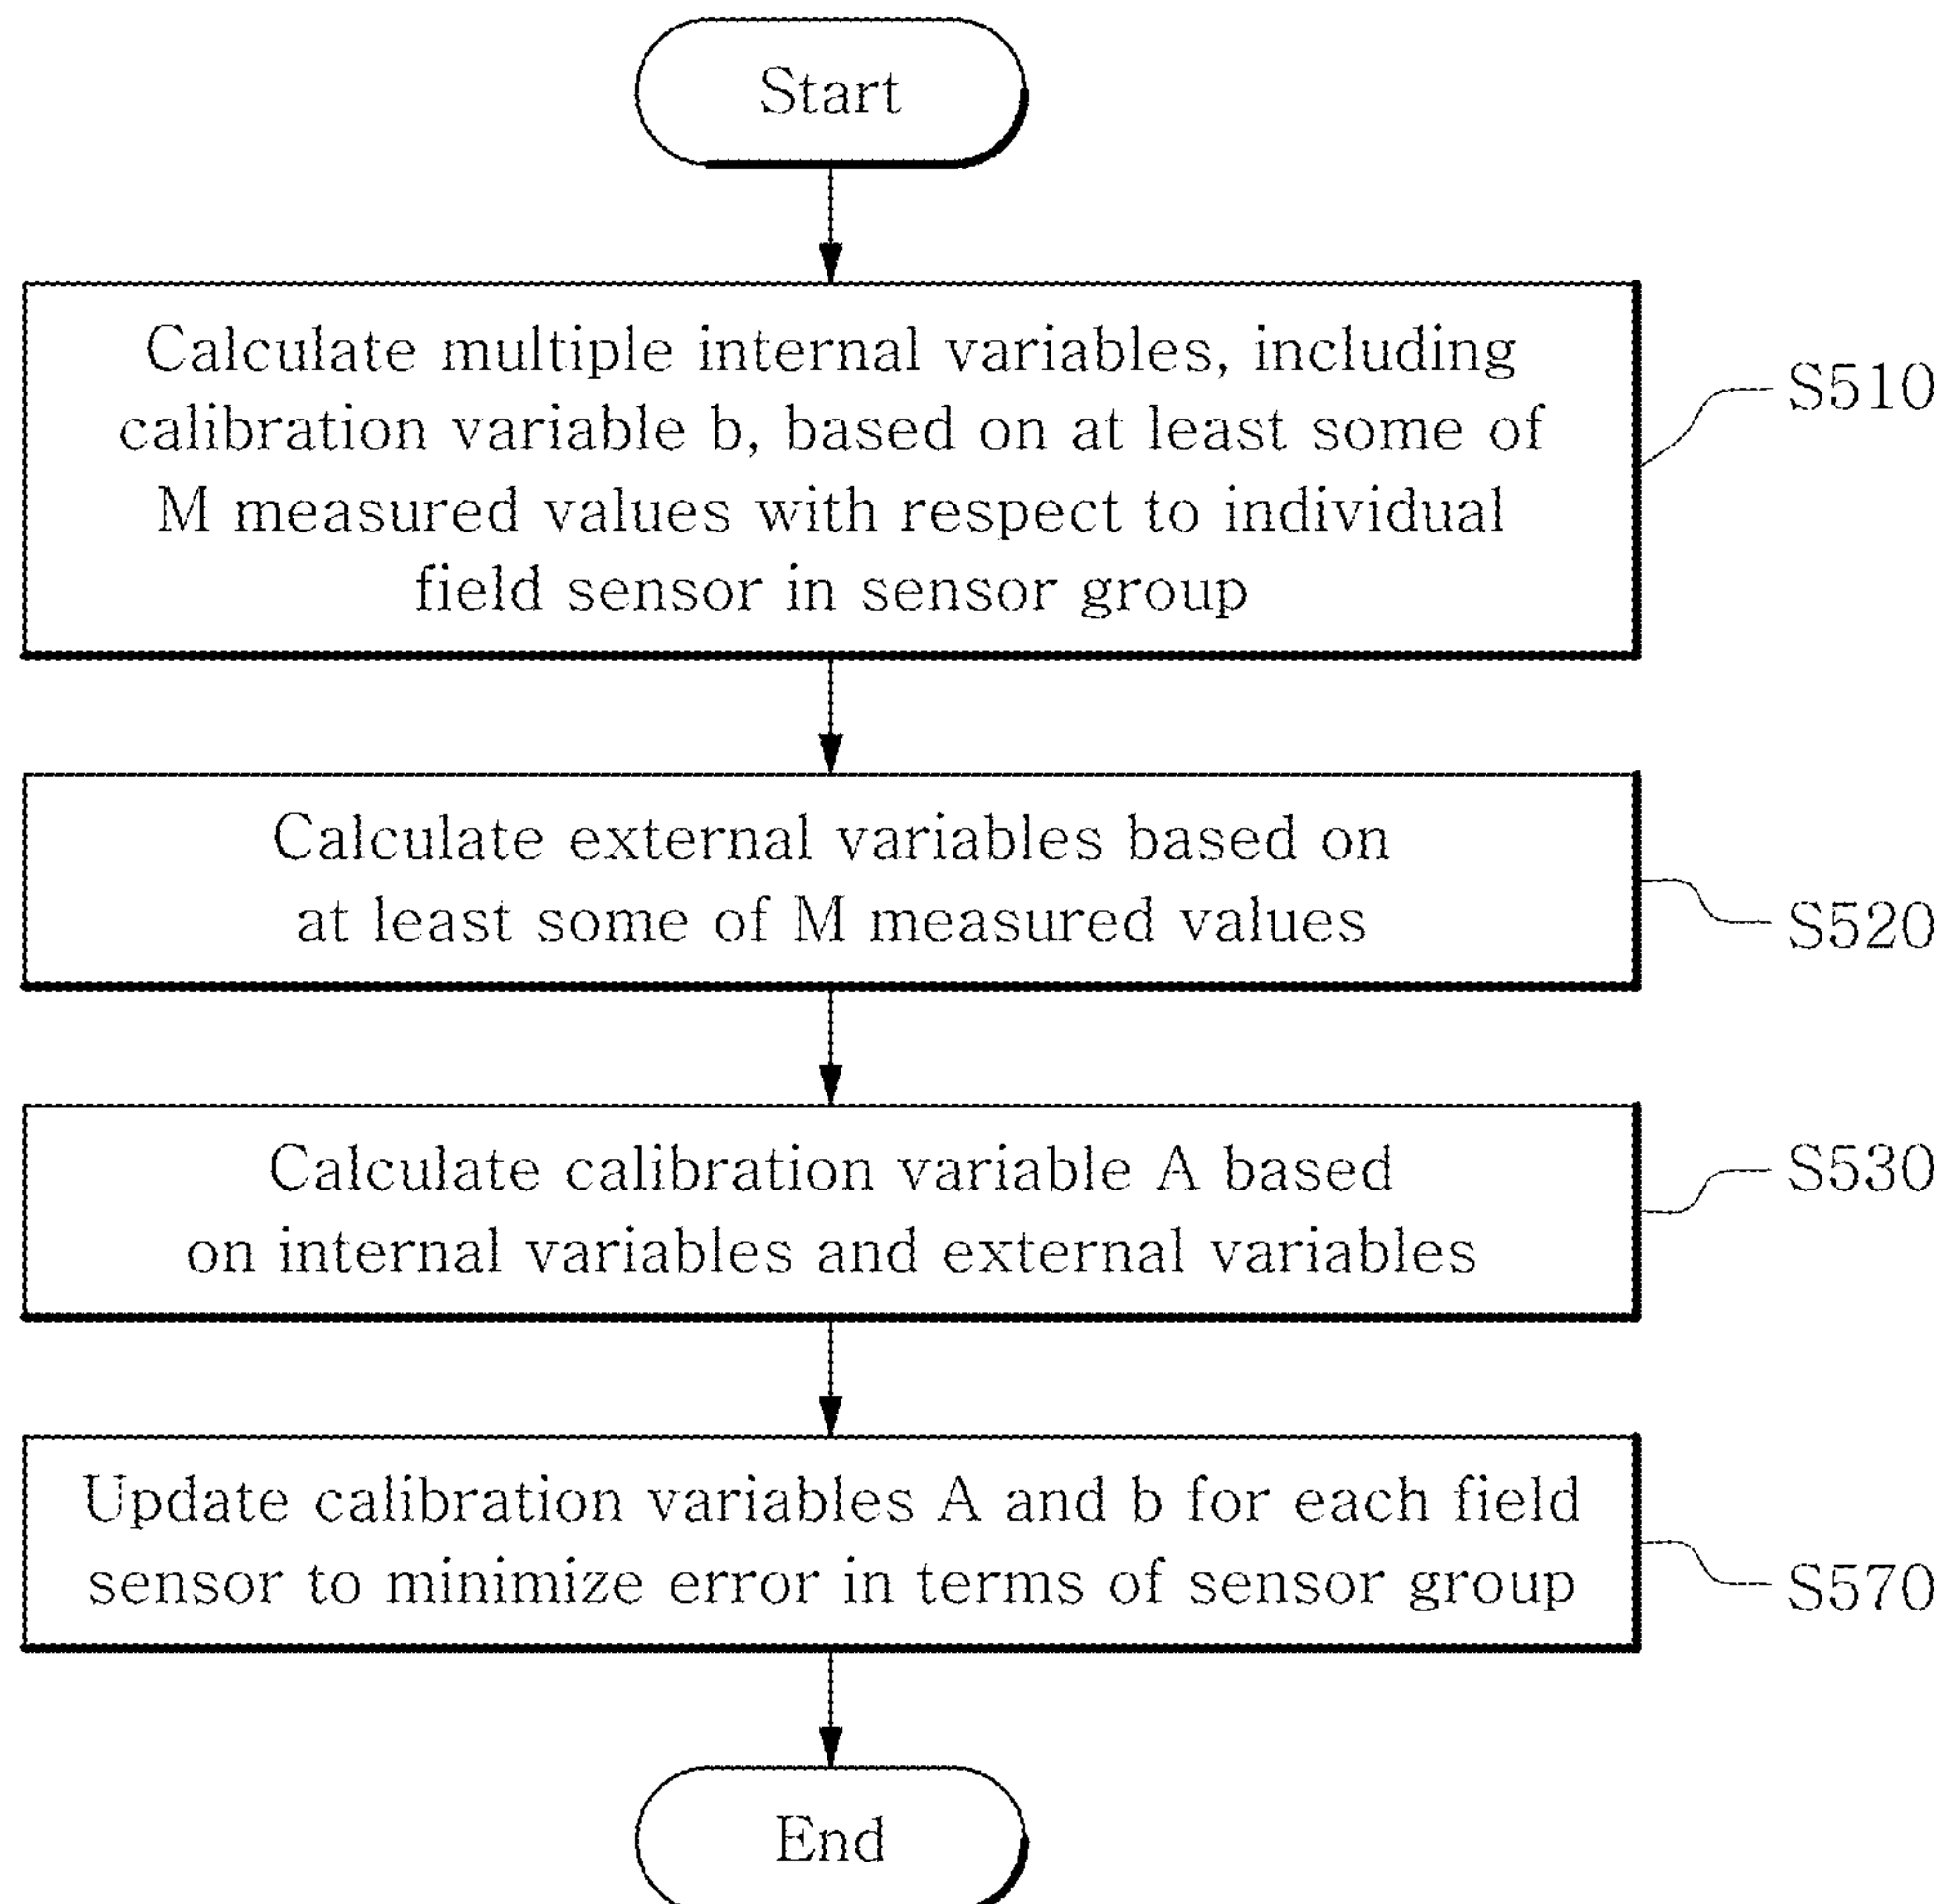 Start
Calculate multiple internal variables, including
calibration variable b, based on at least some of
M measured values with respect to individual
field sensor in sensor group
S510
Calculate external variables based on
at least some of M measured values
S520
Calculate calibration variable A based
on internal variables and external variables
S530
Update calibration variables A and b for each field
sensor to minimize error in terms of sensor group
S570
End